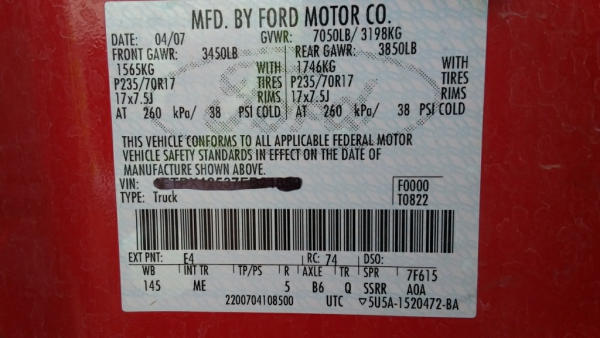 MFD. BY FORD MOTOR CO.
DATE: 04/07 GVWR: 7050LB/ 3198KG
FRONT GAWR: 3450LB REAR GAWR: 3850LB
1565KG WITH 1746KG WITH
P235/70R17 TIRES P235/70R17 TIRES
17x7.5J RIMS 17x7.5J RIMS
AT 260 kPa/ 38 PSI COLD AT 260 kPa/ 38 PSI COLD
THIS VEHICLE CONFORMS TO ALL APPLICABLE FEDERAL MOTOR
VEHICLE SAFETY STANDARDS IN EFFECT ON THE DATE OF
MANUFACTURE SHOWN ABOVE.
VIN:
TYPE: Truck
F0000
T0822
EXT PNT: E4 RC: 74 DSO:
WB INT TR TP/PS R AXLE TR SPR 7F615
145 ME 5 B6 Q SSRR AOA
2200704108500 UTC ▽5U5A-1520472-BA